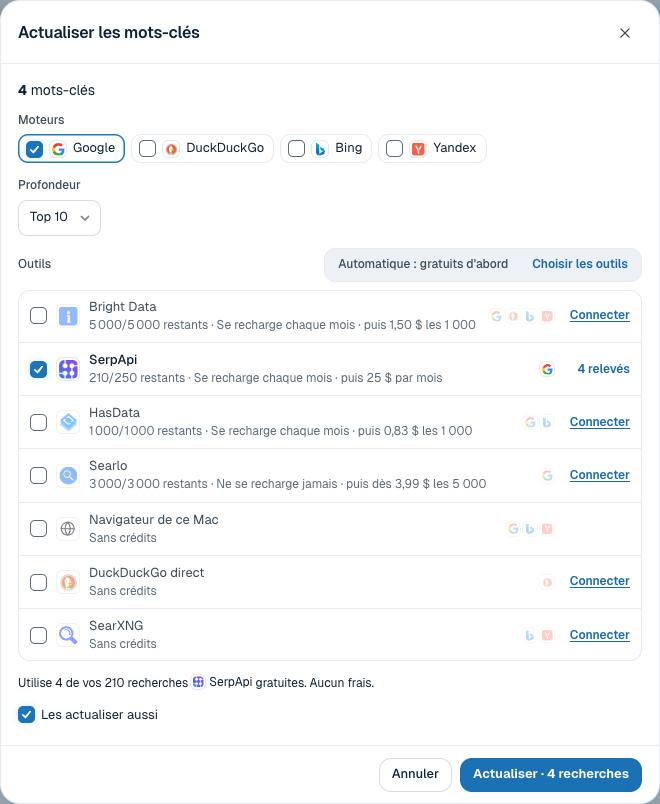 Actualiser les mots-clés
4 mots-clés
Moteurs
Google
DuckDuckGo
Bing
Yandex
Profondeur
Top 10
Outils
Automatique : gratuits d'abord
Choisir les outils
Bright Data
5 000/5 000 restants · Se recharge chaque mois · puis 1,50 $ les 1 000
Connecter
SerpApi
210/250 restants · Se recharge chaque mois · puis 25 $ par mois
4 relevés
HasData
1 000/1 000 restants · Se recharge chaque mois · puis 0,83 $ les 1 000
Connecter
Searlo
3 000/3 000 restants · Ne se recharge jamais · puis dès 3,99 $ les 5 000
Connecter
Navigateur de ce Mac
Sans crédits
DuckDuckGo direct
Sans crédits
Connecter
SearXNG
Sans crédits
Connecter
Utilise 4 de vos 210 recherches SerpApi gratuites. Aucun frais.
Les actualiser aussi
Annuler
Actualiser · 4 recherches